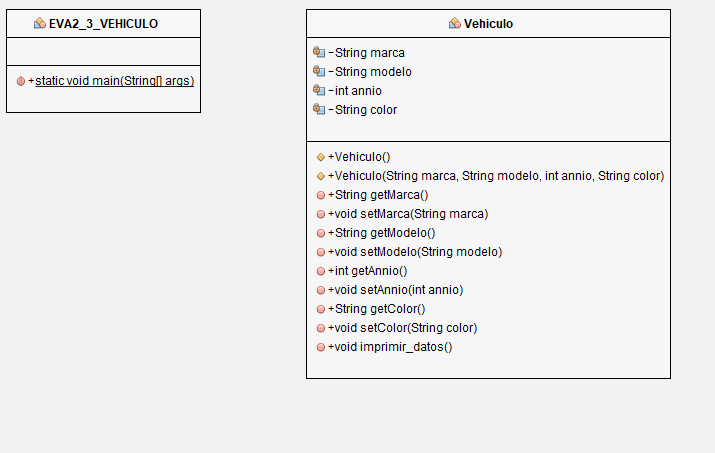 EVA2_3_VEHICULO
+static void main(String[] args)
Vehiculo
-String marca
-String modelo
-int annio
-String color
+Vehiculo()
+Vehiculo(String marca, String modelo, int annio, String color)
+String getMarca()
+void setMarca(String marca)
+String getModelo()
+void setModelo(String modelo)
+int getAnnio()
+void setAnnio(int annio)
+String getColor()
+void setColor(String color)
+void imprimir_datos()